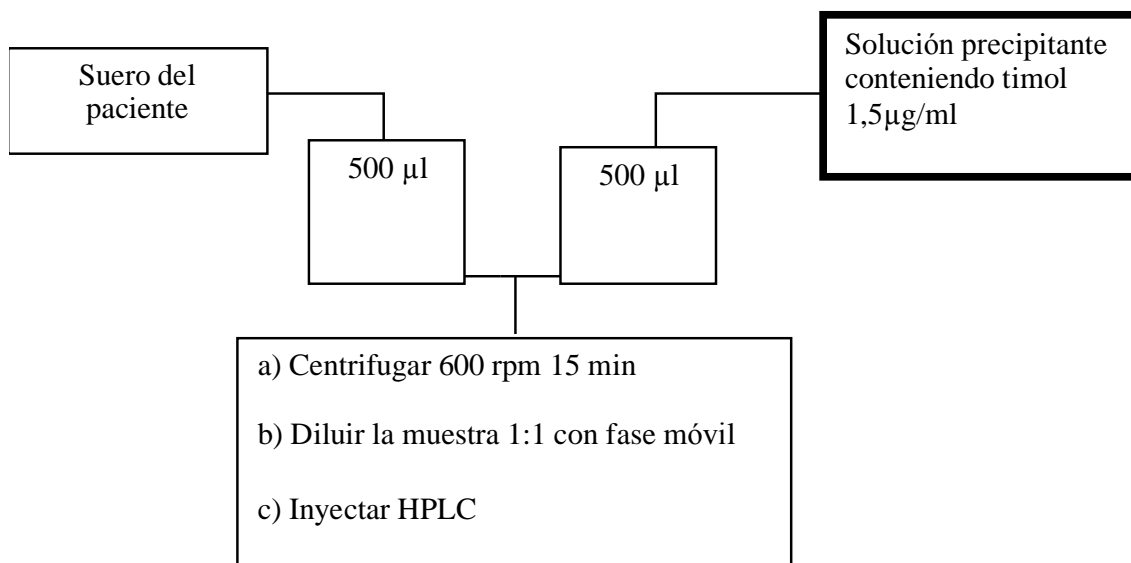 Suero del
paciente
Solución precipitante
conteniendo timol
1,5µg/ml
500 µl
500 µl
a) Centrifugar 600 rpm 15 min
b) Diluir la muestra 1:1 con fase móvil
c) Inyectar HPLC